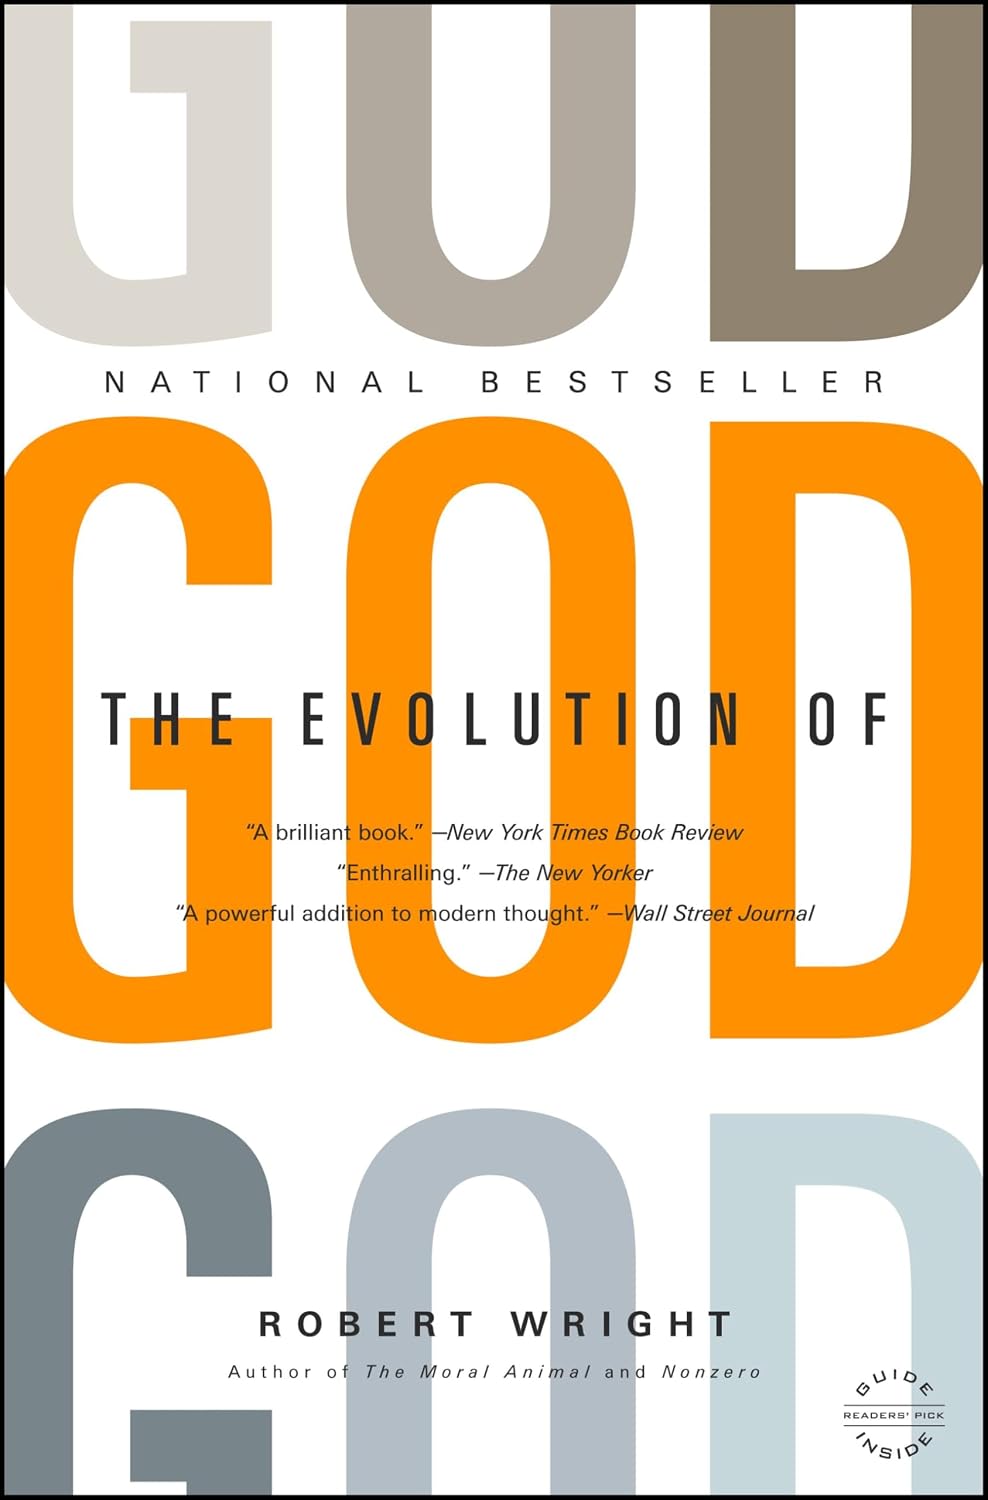 GOD
NATIONAL BESTSELLER
GOD
THE EVOLUTION OF
“A brilliant book.” —New York Times Book Review
“Enthralling.” —The New Yorker
“A powerful addition to modern thought.” —Wall Street Journal
GOD
ROBERT WRIGHT
Author of The Moral Animal and Nonzero
GUIDE
READERS’ PICK
INSIDE